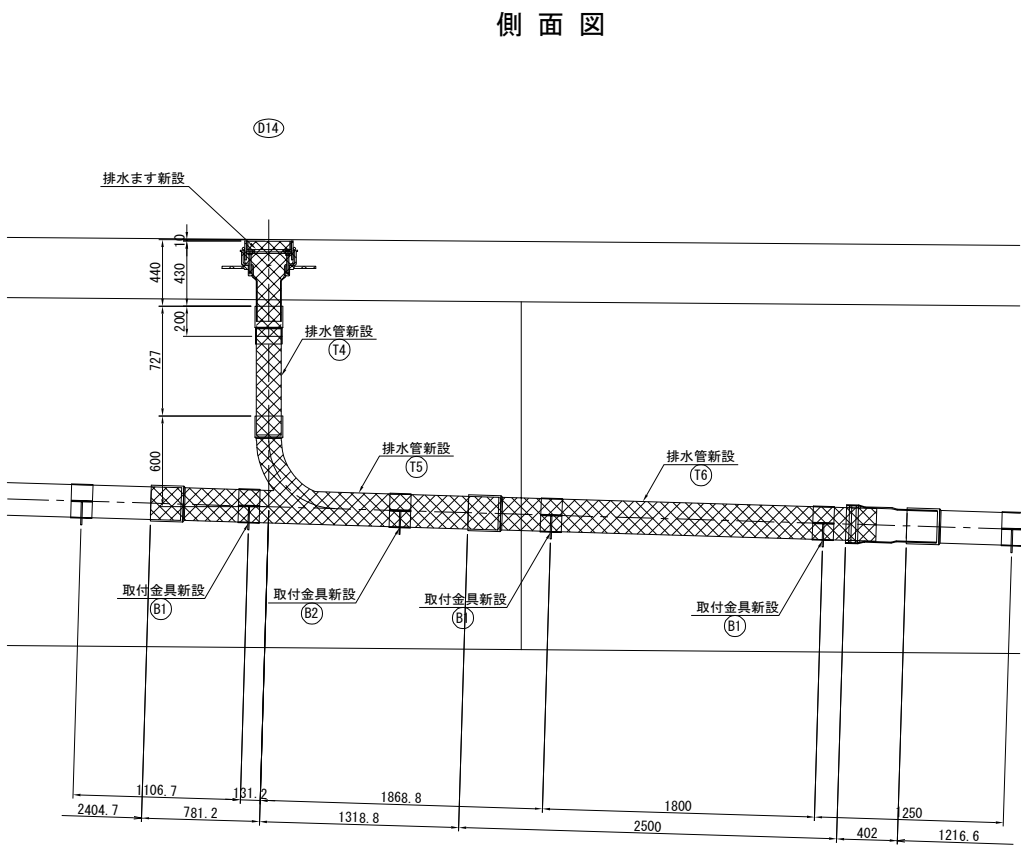 側面図
D14
排水ます新設
10
440
430
200
727
600
排水管新設
T4
排水管新設
T5
排水管新設
T6
取付金具新設
B1
取付金具新設
B2
取付金具新設
B1
取付金具新設
B1
1106.7
131.2
1868.8
1800
1250
2404.7
781.2
1318.8
2500
402
1216.6